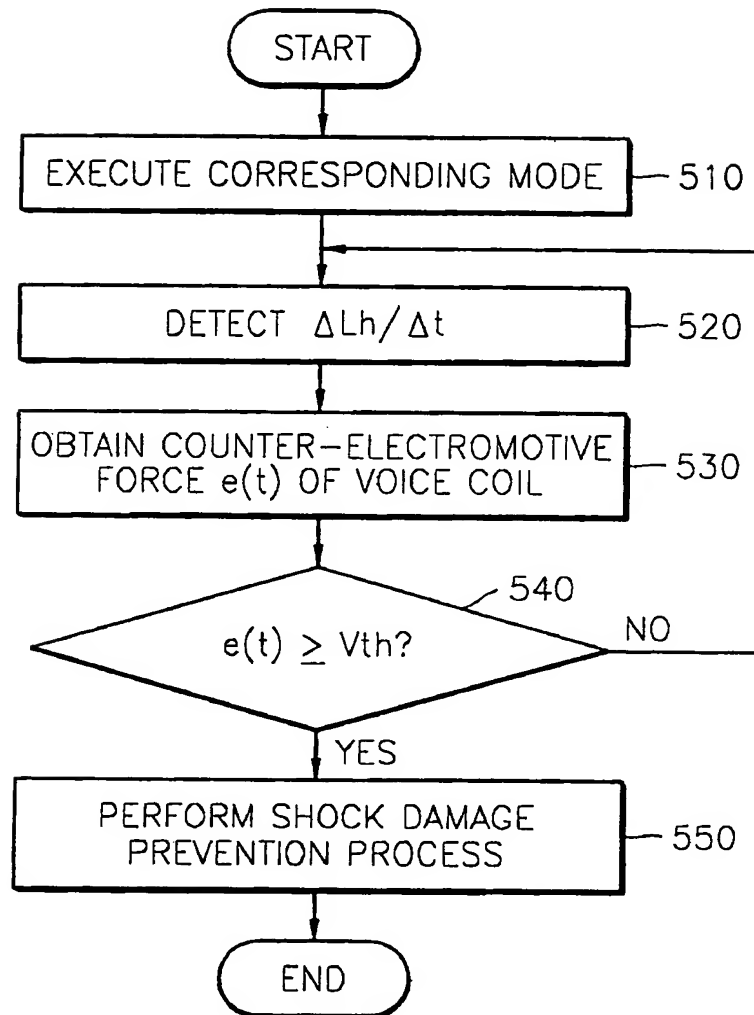 START
EXECUTE CORRESPONDING MODE
510
DETECT ΔLh/Δt
520
OBTAIN COUNTER-ELECTROMOTIVE
FORCE e(t) OF VOICE COIL
530
540
e(t) ≥ Vth?
NO
YES
PERFORM SHOCK DAMAGE
PREVENTION PROCESS
550
END